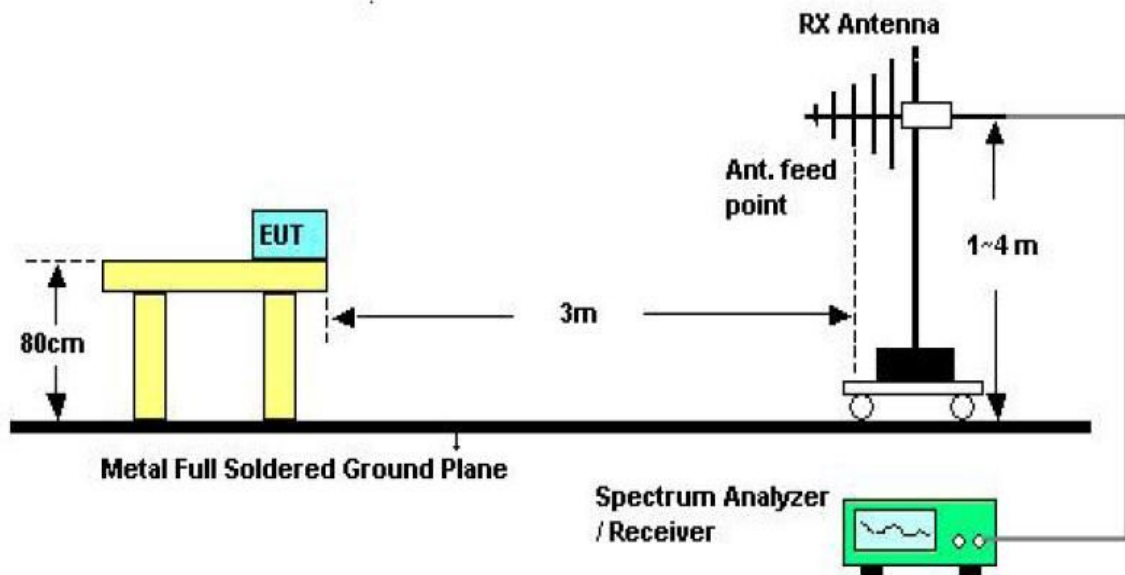 RX Antenna
Ant. feed
point
EUT
1~4 m
3m
80cm
Metal Full Soldered Ground Plane
Spectrum Analyzer
/ Receiver